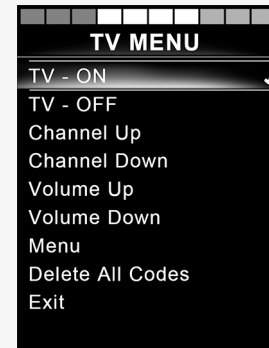 TV MENU
TV - ON
TV - OFF
Channel Up
Channel Down
Volume Up
Volume Down
Menu
Delete All Codes
Exit